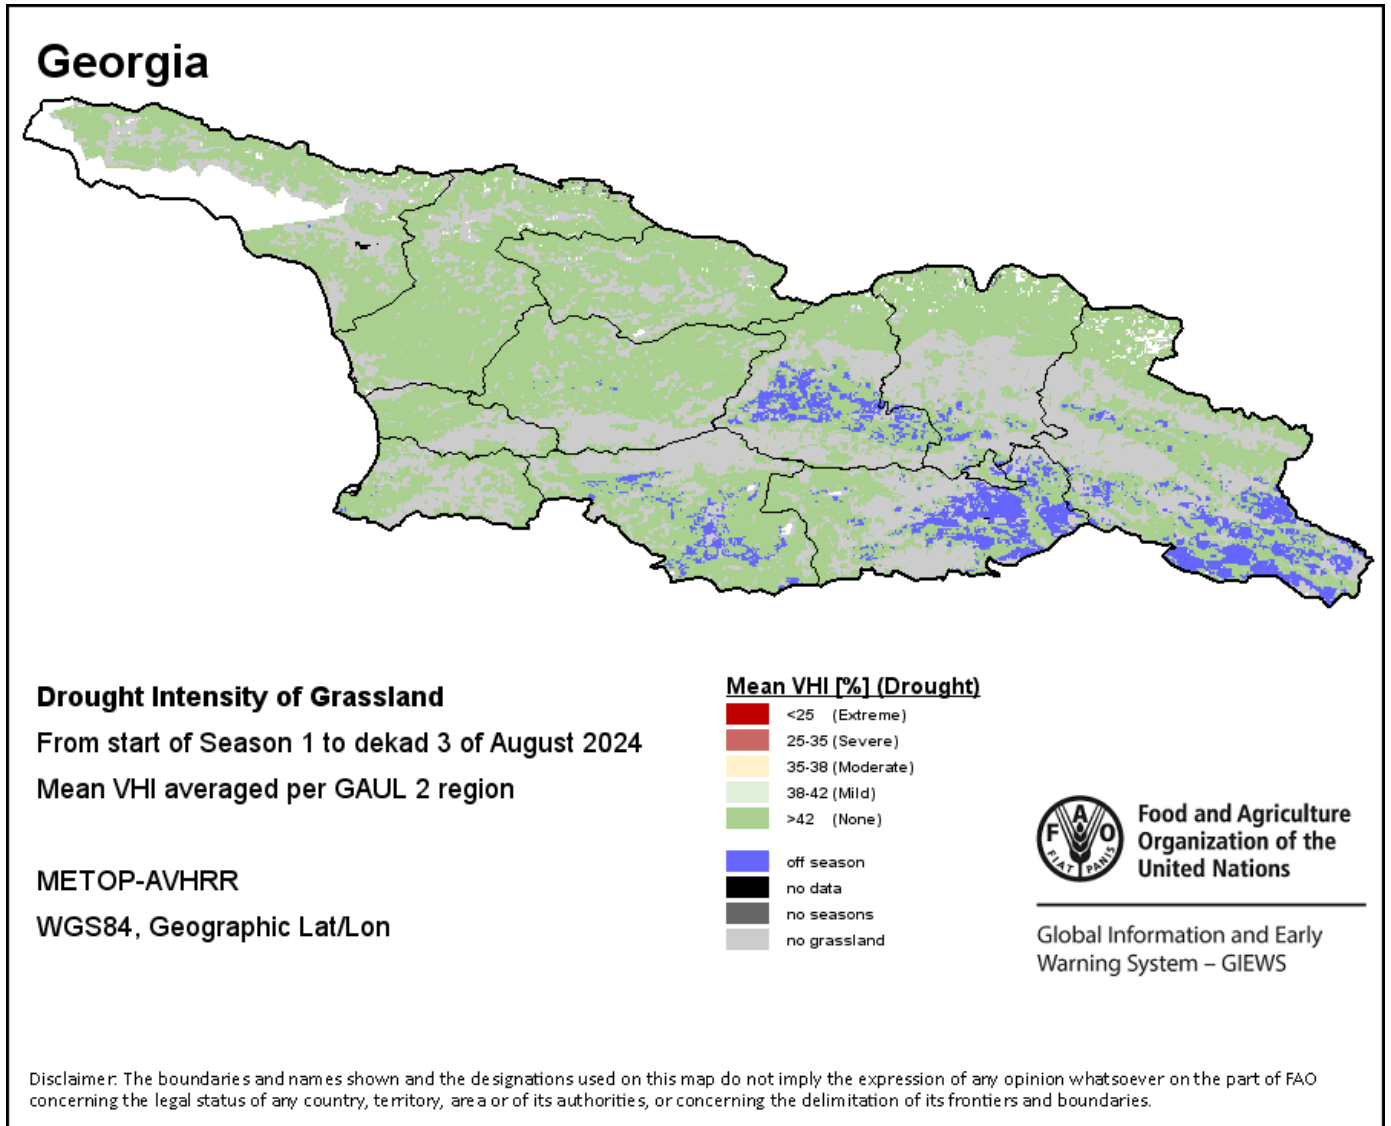 Georgia
Drought Intensity of Grassland
From start of Season 1 to dekad 3 of August 2024
Mean VHI averaged per GAUL 2 region
METOP-AVHRR
WGS84, Geographic Lat/Lon
Mean VHI [%] (Drought)
<25 (Extreme)
25-35 (Severe)
35-38 (Moderate)
38-42 (Mild)
>42 (None)
off season
no data
no seasons
no grassland
F A O
FIAT PANIS
Food and Agriculture
Organization of the
United Nations
Global Information and Early
Warning System – GIEWS
Disclaimer: The boundaries and names shown and the designations used on this map do not imply the expression of any opinion whatsoever on the part of FAO
concerning the legal status of any country, territory, area or of its authorities, or concerning the delimitation of its frontiers and boundaries.